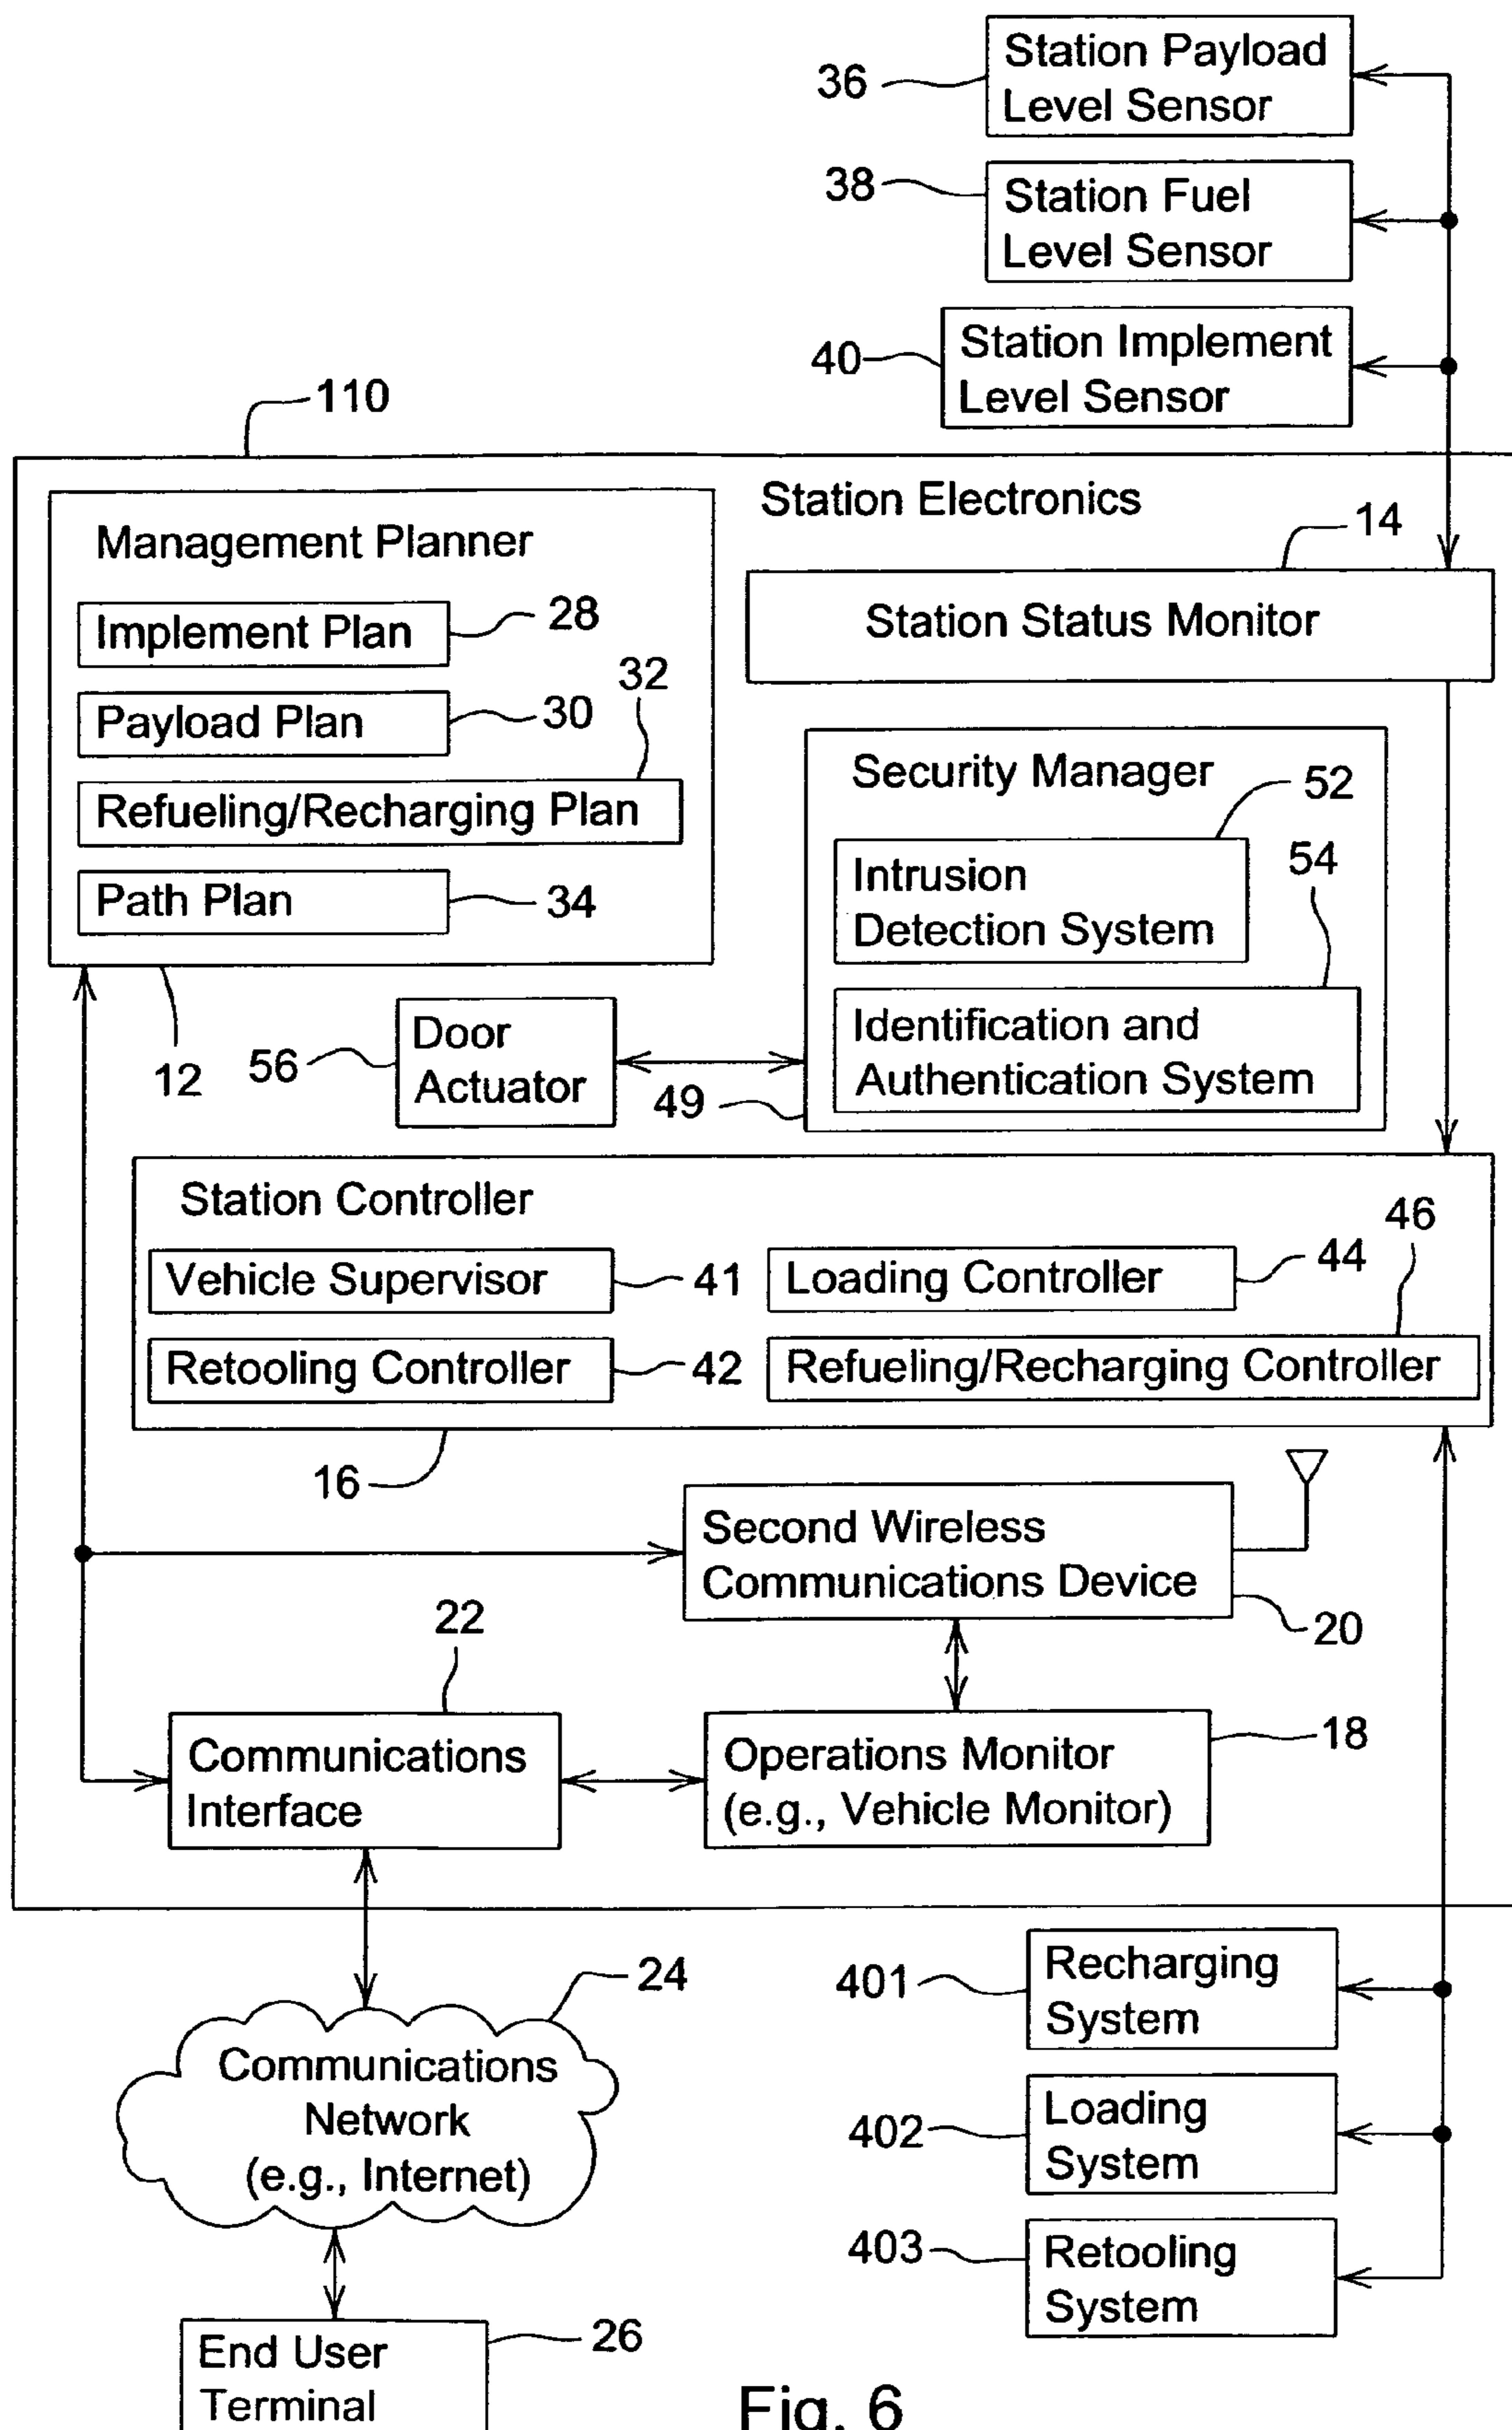 36
Station Payload
Level Sensor
38
Station Fuel
Level Sensor
40
Station Implement
Level Sensor
110
Station Electronics
14
Management Planner
Implement Plan
28
32
Payload Plan
30
Refueling/Recharging Plan
Path Plan
34
12
Station Status Monitor
Security Manager
52
Intrusion
Detection System
54
Identification and
Authentication System
56
Door
Actuator
49
Station Controller
46
Vehicle Supervisor
41
Loading Controller
44
Retooling Controller
42
Refueling/Recharging Controller
16
Second Wireless
Communications Device
20
22
Communications
Interface
Operations Monitor
(e.g., Vehicle Monitor)
18
24
Communications
Network
(e.g., Internet)
401
Recharging
System
402
Loading
System
403
Retooling
System
26
End User
Terminal
Fig. 6